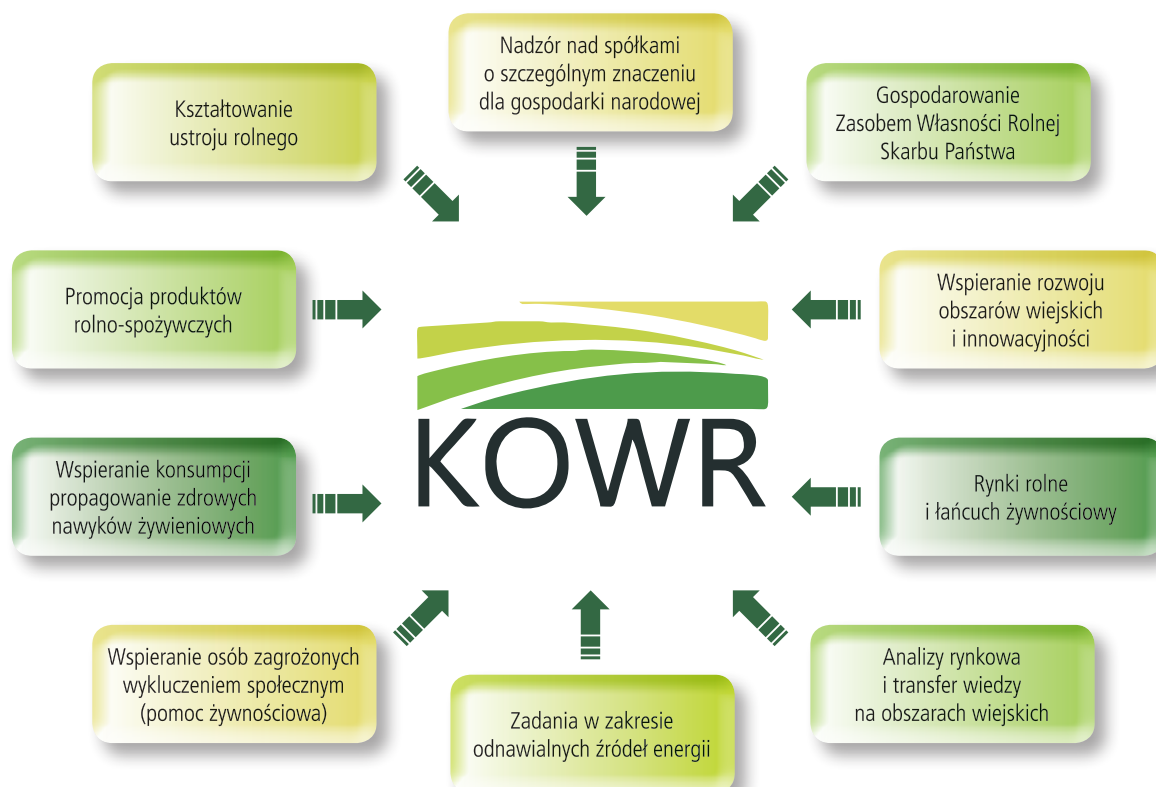 Nadzór nad spółkami
o szczególnym znaczeniu
dla gospodarki narodowej
Kształtowanie
ustroju rolnego
Gospodarowanie
Zasobem Własności Rolnej
Skarbu Państwa
Promocja produktów
rolno-spożywczych
Wspieranie rozwoju
obszarów wiejskich
i innowacyjności
KOWR
Wspieranie konsumpcji
propagowanie zdrowych
nawyków żywieniowych
Rynki rolne
i łańcuch żywnościowy
Wspieranie osób zagrożonych
wykluczeniem społecznym
(pomoc żywnościowa)
Zadania w zakresie
odnawialnych źródeł energii
Analizy rynkowa
i transfer wiedzy
na obszarach wiejskich